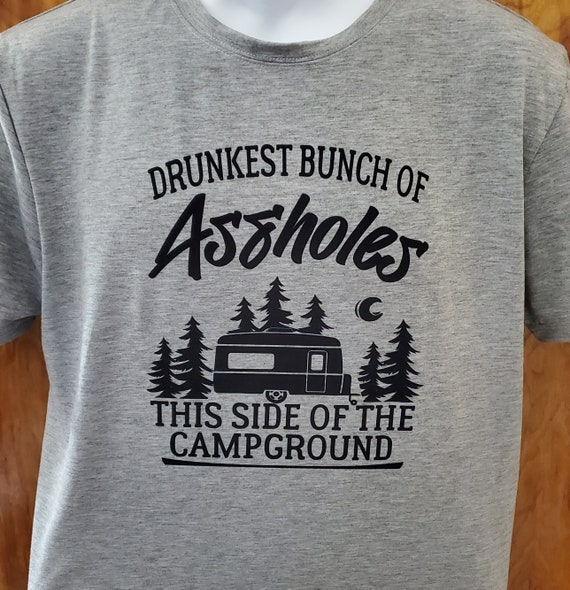 DRUNKEST BUNCH OF
Assholes
THIS SIDE OF THE
CAMPGROUND